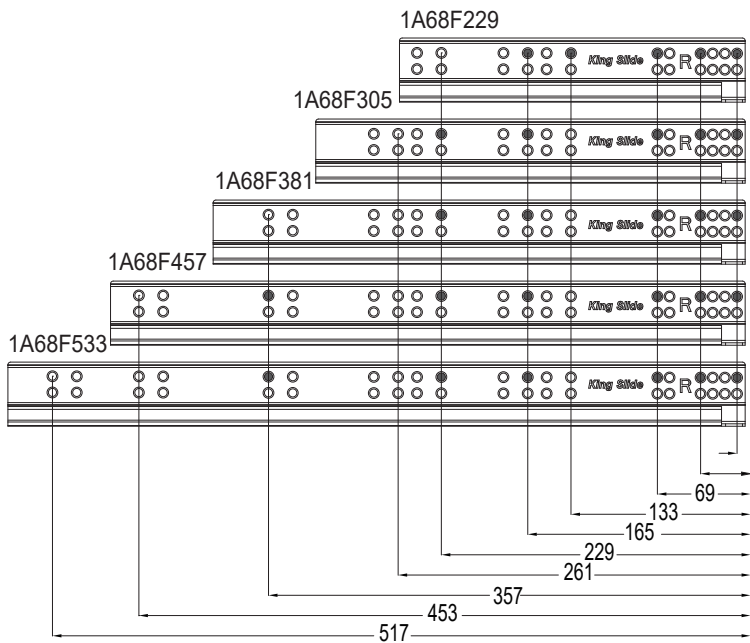 1A68F229
King Slide R
1A68F305
King Slide R
1A68F381
King Slide R
1A68F457
King Slide R
1A68F533
King Slide R
69
133
165
229
261
357
453
517